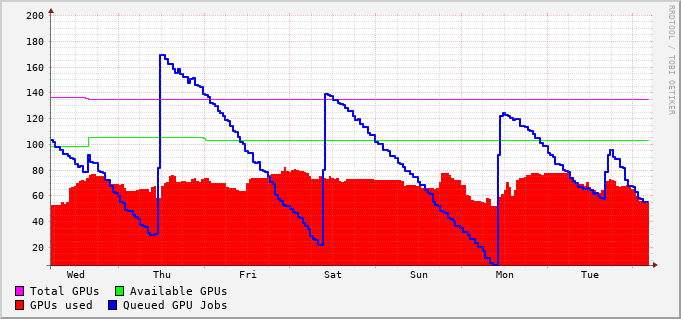 200
180
160
140
120
100
80
60
40
20
Wed Thu Fri Sat Sun Mon Tue
Total GPUs Available GPUs
GPUs used Queued GPU Jobs
RRDTOOL / TOBI OETIKER